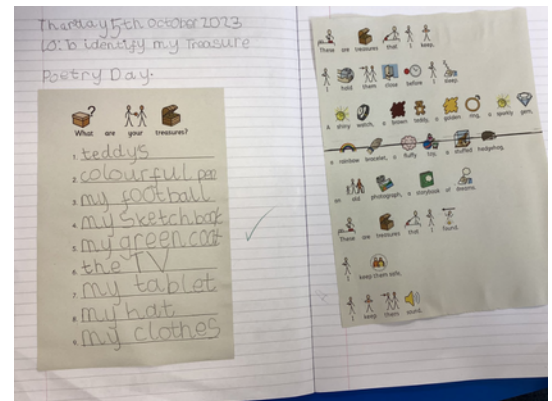 Thursday 5th October 2023
LO: To identify my Treasure
Poetry Day.
What are your treasures?
1. teddys
2. colourful pen
3. my football
4. my sketchbook
5. my green coat
6. the TV
7. my tablet
8. my hat
9. my clothes
These are treasures that I keep,
I hold them close before I sleep.
A shiny watch, a brown teddy, a golden ring, a sparkly gem,
a rainbow bracelet, a fluffy toy, a stuffed hedgehog,
an old photograph, a storybook of dreams.
These are treasures that I found.
I keep them safe,
I keep them sound.